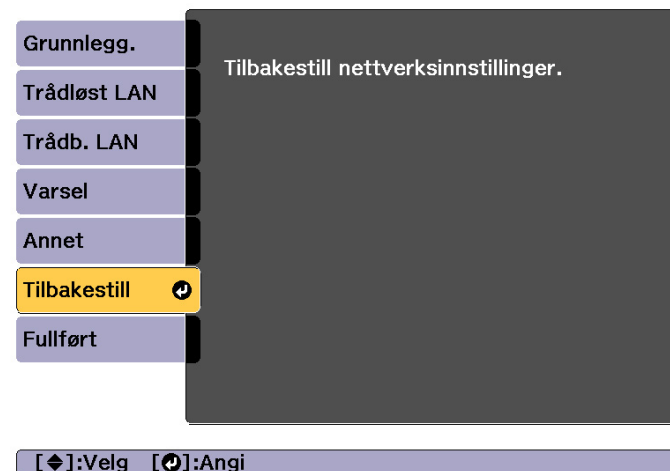 Grunnlegg.
Trådløst LAN
Trådb. LAN
Varsel
Annet
Tilbakestill
Fullført
Tilbakestill nettverksinnstillinger.
[◆]:Velg [↵]:Angi